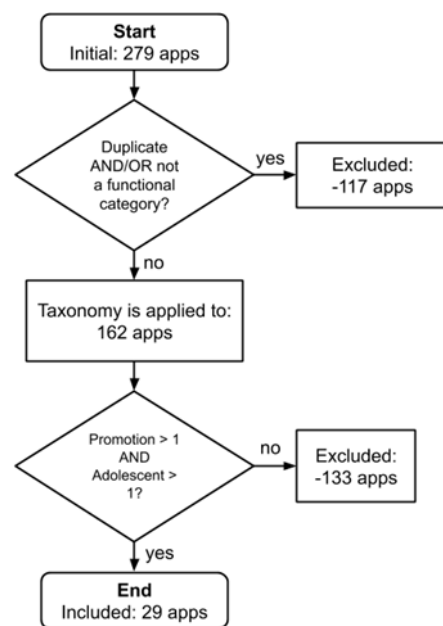 Start
Initial: 279 apps
Duplicate
AND/OR not
a functional
category?
yes
Excluded:
-117 apps
no
Taxonomy is applied to:
162 apps
Promotion > 1
AND
Adolescent >
1?
no
Excluded:
-133 apps
yes
End
Included: 29 apps